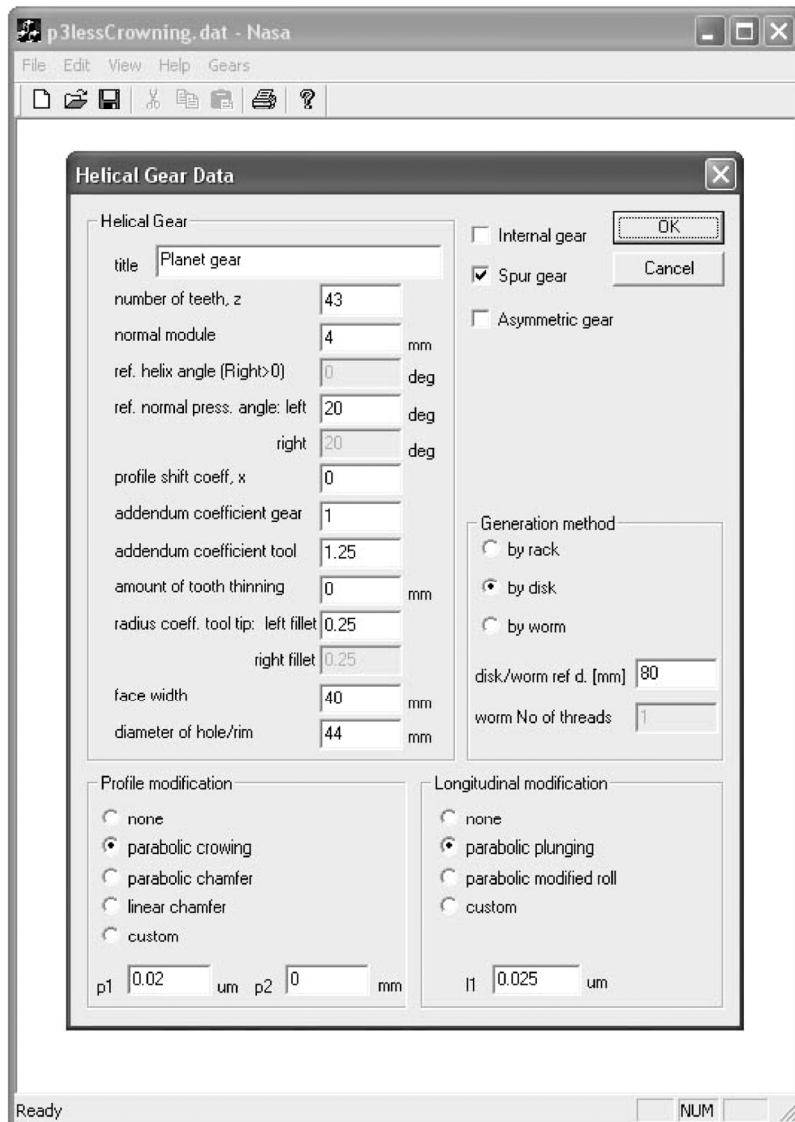 p3lessCrowning.dat - Nasa
File Edit View Help Gears
Helical Gear Data
Helical Gear
title Planet gear
number of teeth, z 43
normal module 4 mm
ref. helix angle (Right>0) 0 deg
ref. normal press. angle: left 20 deg
right 20 deg
profile shift coeff, x 0
addendum coefficient gear 1
addendum coefficient tool 1.25
amount of tooth thinning 0 mm
radius coeff. tool tip: left fillet 0.25
right fillet 0.25
face width 40 mm
diameter of hole/rim 44 mm
Internal gear
OK
Spur gear
Cancel
Asymmetric gear
Generation method
by rack
by disk
by worm
disk/worm ref d. [mm] 80
worm No of threads 1
Profile modification
none
parabolic crowing
parabolic chamfer
linear chamfer
custom
p1 0.02 um p2 0 mm
Longitudinal modification
none
parabolic plunging
parabolic modified roll
custom
l1 0.025 um
Ready
NUM